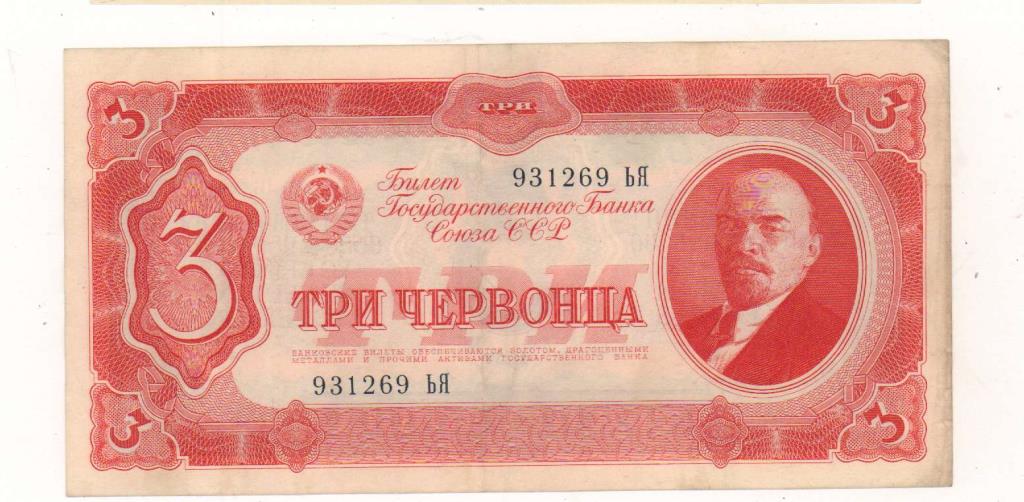 3 ТРИ 3
Билет 931269 ЬЯ
Государственного Банка
Союза ССР
3
ТРИ
ТРИ ЧЕРВОНЦА
БАНКОВСКИЕ БИЛЕТЫ ОБЕСПЕЧИВАЮТСЯ ЗОЛОТОМ, ДРАГОЦЕННЫМИ
МЕТАЛЛАМИ И ПРОЧИМИ АКТИВАМИ ГОСУДАРСТВЕННОГО БАНКА
931269 ЬЯ
3 3